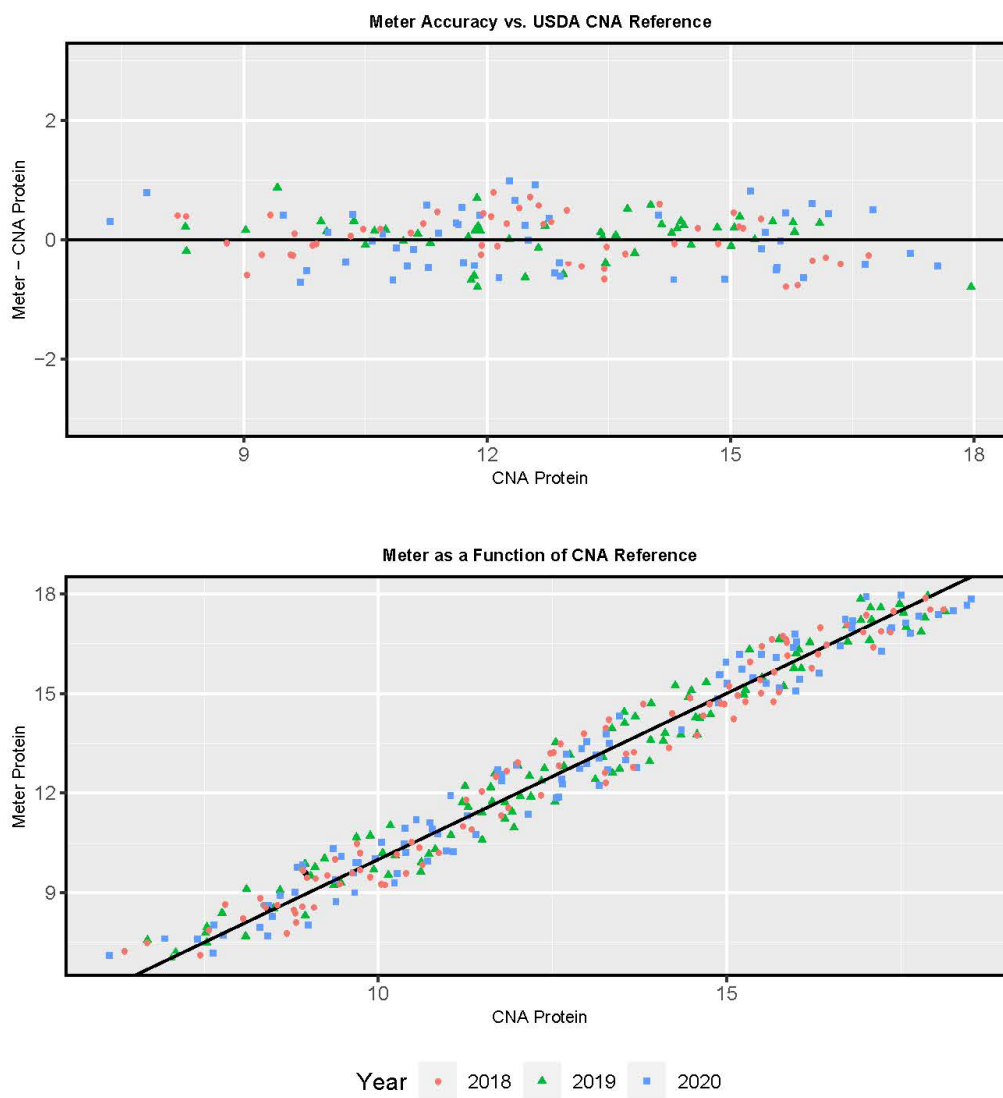 Meter Accuracy vs. USDA CNA Reference
Meter − CNA Protein
2
0
−2
9 12 15 18
CNA Protein
Meter as a Function of CNA Reference
Meter Protein
18
15
12
9
10 15
CNA Protein
Year 2018 2019 2020